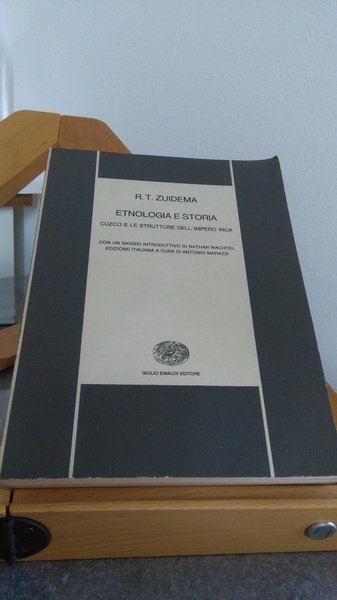 R. T. ZUIDEMA
ETNOLOGIA E STORIA
CUZCO E LE STRUTTURE DELL'IMPERO INCA
CON UN SAGGIO INTRODUTTIVO DI NATHAN WACHTEL
EDIZIONE ITALIANA A CURA DI ANTONIO MARAZZI
GIULIO EINAUDI EDITORE